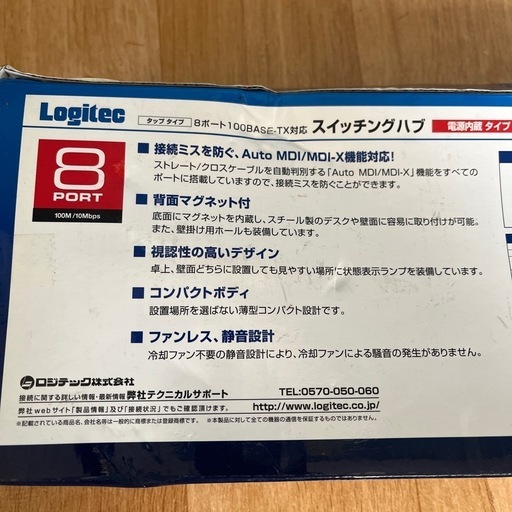 Logitec
タップ タイプ 8ポート100BASE-TX対応 スイッチングハブ 電源内蔵 タイプ
8
PORT
100M /10Mbps
■ 接続ミスを防ぐ、Auto MDI/MDI-X機能対応!
ストレート/クロスケーブルを自動判別する「Auto MDI/MDI-X」機能をすべての
ポートに搭載していますので、接続ミスを防ぐことができます。
■ 背面マグネット付
底面にマグネットを内蔵し、スチール製のデスクや壁面に容易に取り付けが可能。
また、壁掛け用ホールも装備しています。
■ 視認性の高いデザイン
卓上、壁面どちらに設置しても見やすい場所に状態表示ランプを装備しています。
■ コンパクトボディ
設置場所を選ばない薄型コンパクト設計です。
■ ファンレス、静音設計
冷却ファン不要の静音設計により、冷却ファンによる騒音の発生がありません。
ロジテック株式会社
接続に関する詳しい情報・最新情報 弊社テクニカルサポート TEL:0570-050-060
弊社webサイト「製品情報」及び「接続状況」でもご確認頂けます。 http://www.logitec.co.jp/
※記載されている商品名、会社名等は一般的に商標または登録商標です。 ※本製品に対して全ての機器の通信を保証するものではありません。